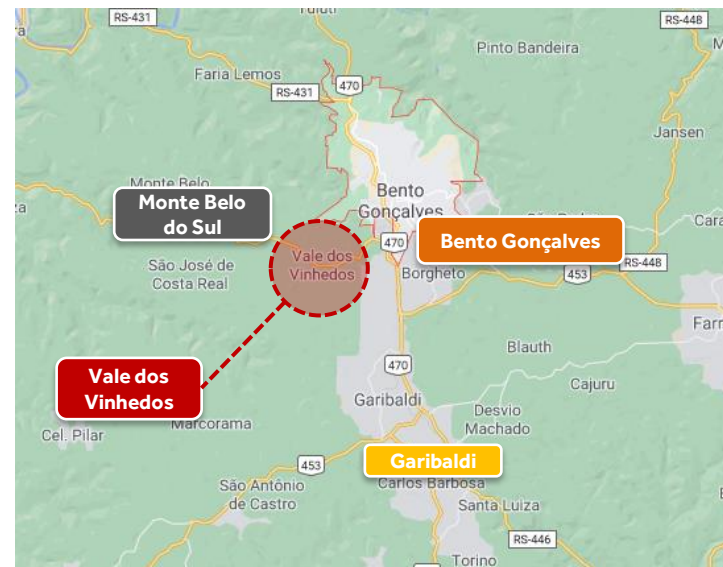 RS-431
RS-448
Pinto Bandeira
Faria Lemos
470
RS-431
Jansen
Monte Belo
Monte Belo
do Sul
Bento
Gonçalves
Cará
470
Bento Gonçalves
Vale dos
Vinhedos
São José de
Costa Real
Borgheto
453
RS-448
Farr
Blauth
470
Vale dos
Vinhedos
Cajuru
Garibaldi
Desvio
Machado
Marcorama
Cel. Pilar
Garibaldi
453
São Antônio
de Castro
Carlos Barbosa
Santa Luiza
RS-446
Torino